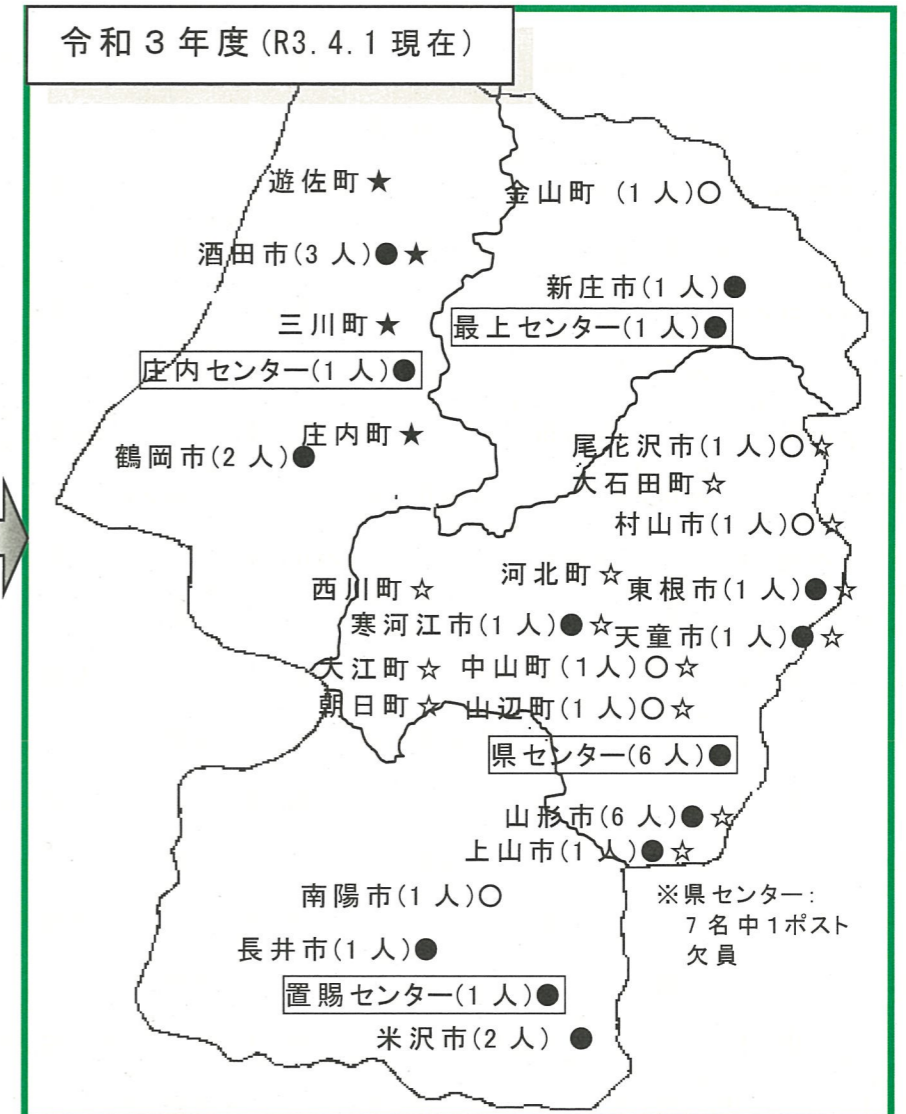 令和３年度(R3.4.1 現在)
遊佐町★
金山町 (1 人)○
酒田市(3 人)●★
新庄市(1 人)●
三川町★
最上センター(1 人)●
庄内センター(1 人)●
庄内町★
尾花沢市(1 人)○☆
鶴岡市(2 人)●
大石田町☆
村山市(1 人)○☆
西川町☆
河北町☆
東根市(1 人)●☆
寒河江市(1 人)●☆
天童市(1 人)●☆
大江町☆
中山町(1 人)○☆
朝日町☆
山辺町(1 人)○☆
県センター(6 人)●
山形市(6 人)●☆
上山市(1 人)●☆
南陽市(1 人)○
※県センター:
7 名中１ポスト
欠員
長井市(1 人)●
置賜センター(1 人)●
米沢市(2 人) ●